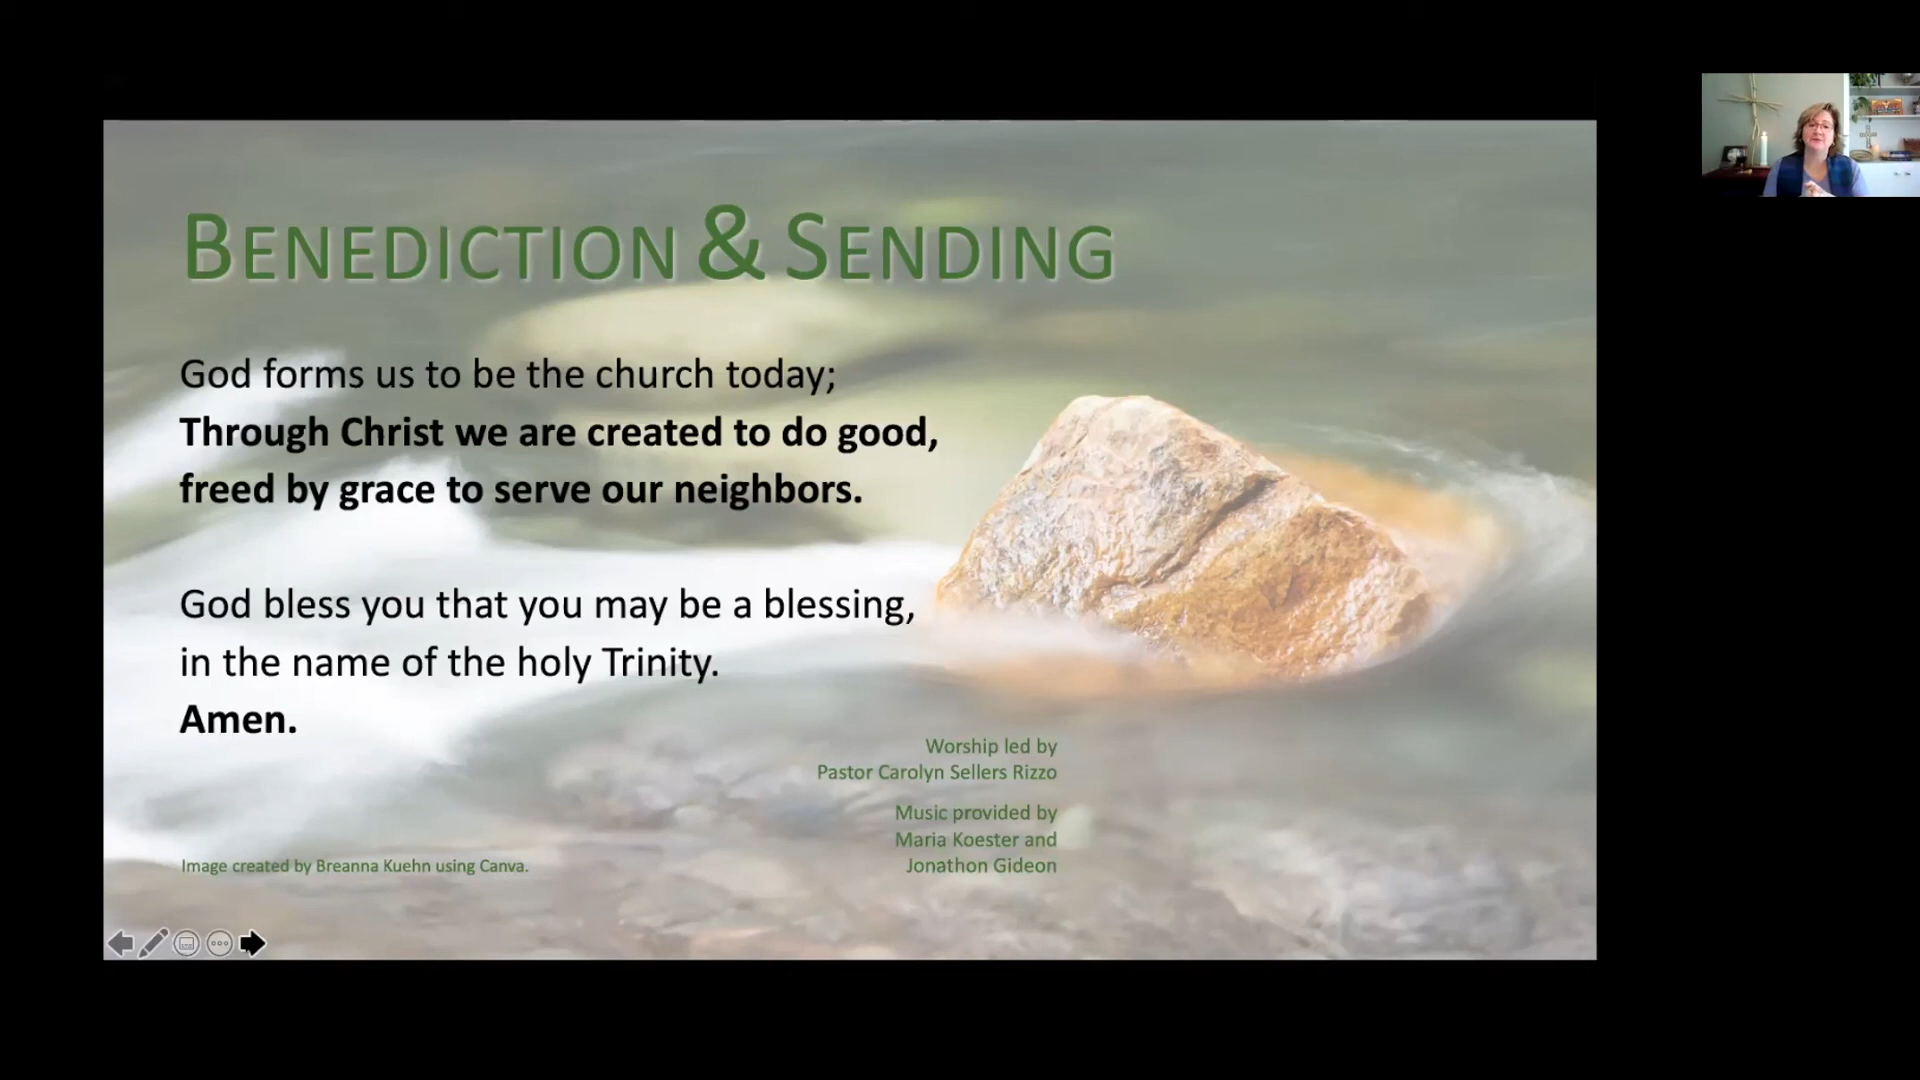 BENEDICTION & SENDING
God forms us to be the church today;
Through Christ we are created to do good,
freed by grace to serve our neighbors.
God bless you that you may be a blessing,
in the name of the holy Trinity.
Amen.
Worship led by
Pastor Carolyn Sellers Rizzo
Music provided by
Maria Koester and
Jonathon Gideon
Image created by Breanna Kuehn using Canva.